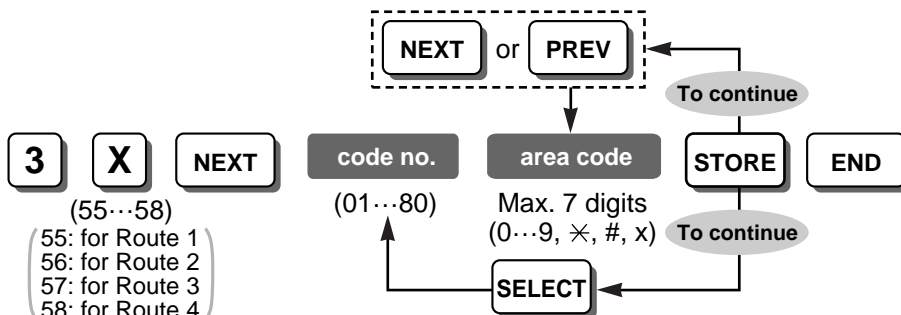 NEXT or PREV
To continue
3 X NEXT code no. area code STORE END
(55···58) (01···80) Max. 7 digits
(0···9, ✳, #, x) To continue
55: for Route 1
56: for Route 2
57: for Route 3
58: for Route 4
SELECT